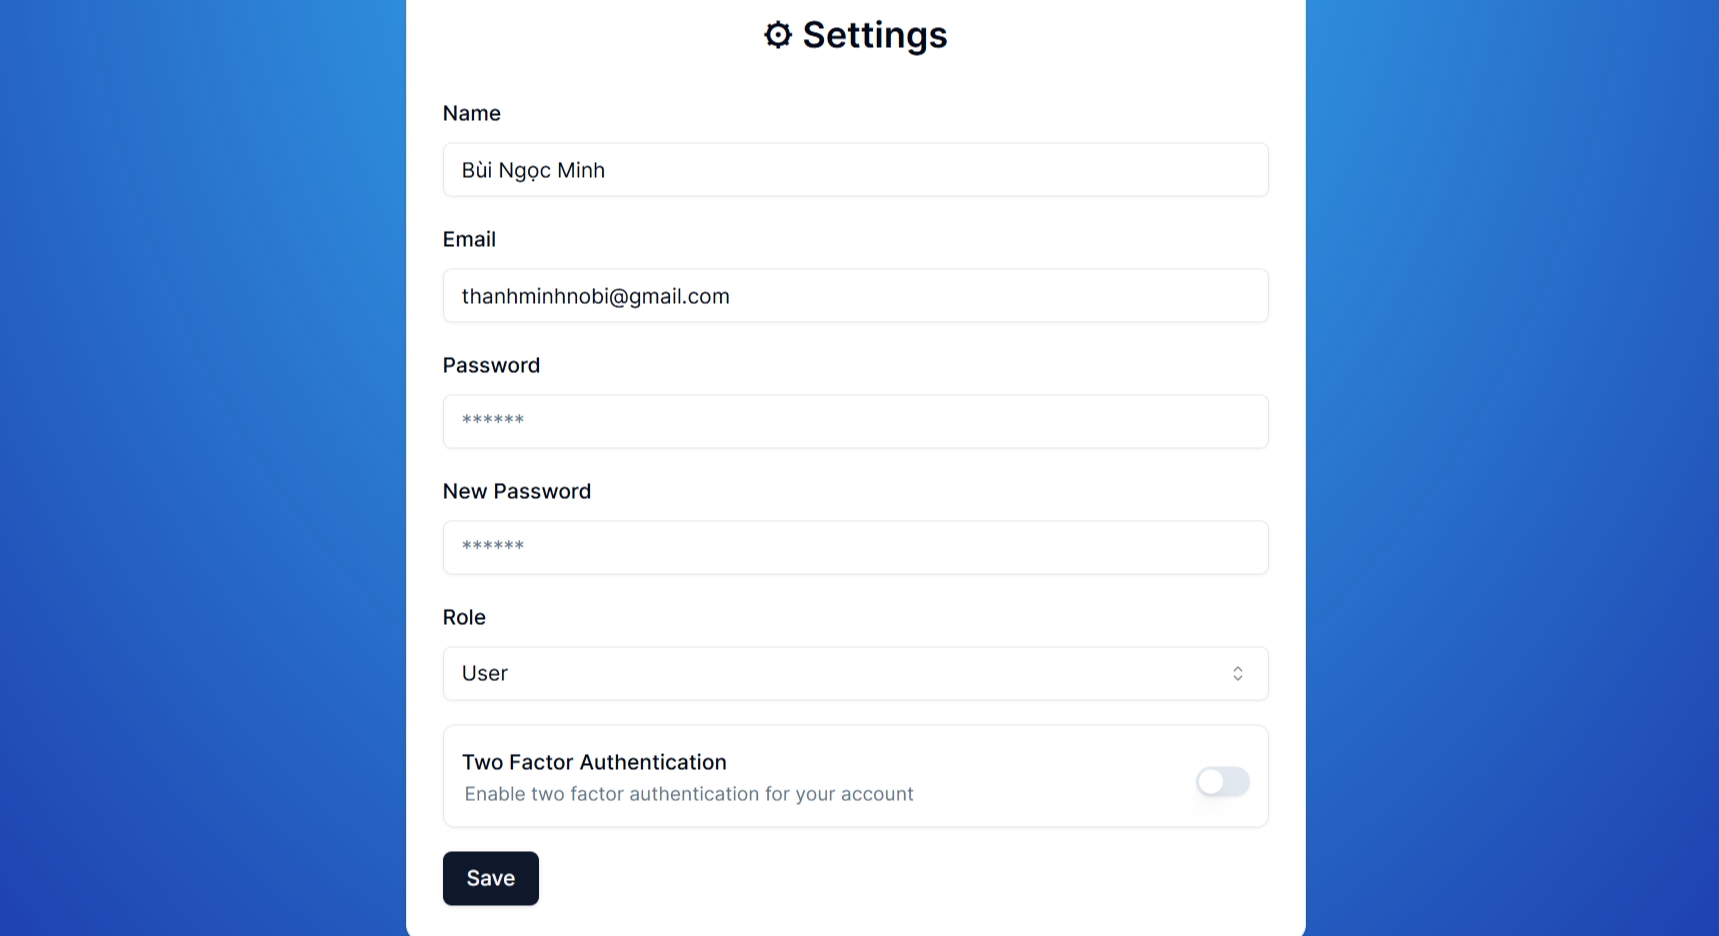 ⚙ Settings
Name
Bùi Ngọc Minh
Email
thanhminhnobi@gmail.com
Password
******
New Password
******
Role
User
Two Factor Authentication
Enable two factor authentication for your account
Save